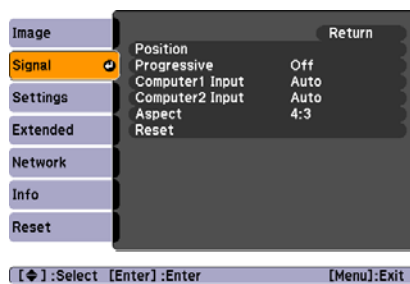 Image
Signal
Settings
Extended
Network
Info
Reset
Return
Position
Progressive Off
Computer1 Input Auto
Computer2 Input Auto
Aspect 4:3
Reset
[◆] :Select [Enter] :Enter [Menu]:Exit